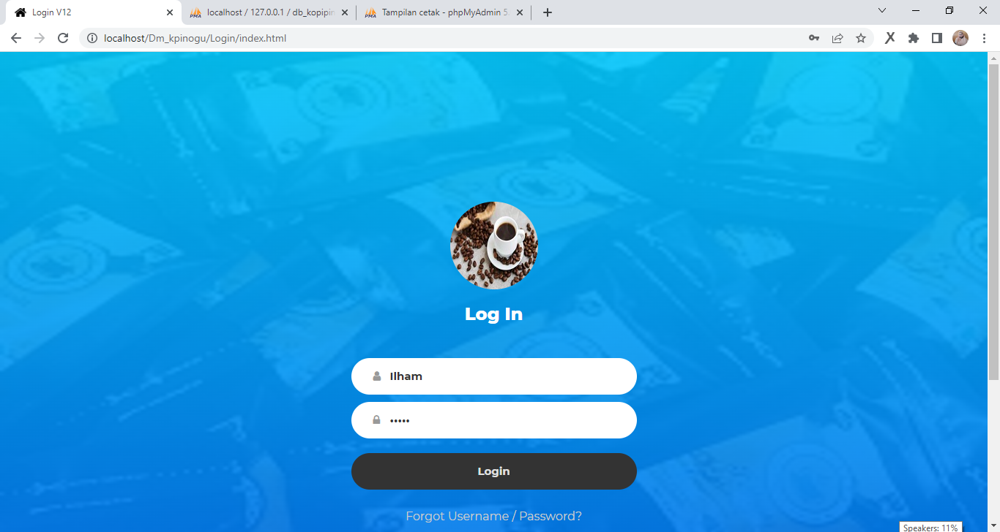 Login V12
localhost / 127.0.0.1 / db_kopipin
Tampilan cetak - phpMyAdmin 5.
localhost/Dm_kpinogu/Login/index.html
Log In
Ilham
•••••
Login
Forgot Username / Password?
Speakers: 11%